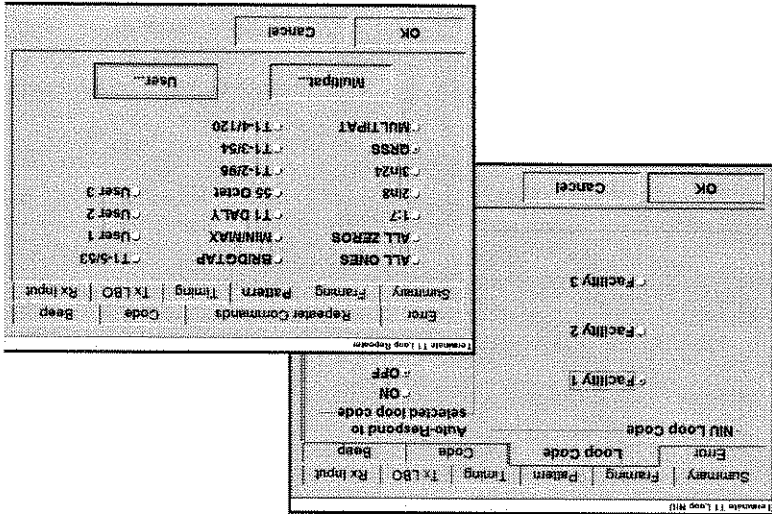 Terminate T1 Loop NIU
Summary Framing Pattern Timing Tx LBO Rx Input
Error Loop Code Code Beep
NIU Loop Code
Auto-Respond to
selected loop code
ON
OFF
Facility 1
Facility 2
Facility 3
OK Cancel
Terminate T1 Loop Repeater
Error Repeater Commands Code Beep
Summary Framing Pattern Timing Tx LBO Rx Input
ALL ONES BRIDGTAP T1-5/53
ALL ZEROS MIN/MAX User 1
1:7 T1 DALY User 2
2in8 55 Octet User 3
3in24 T1-2/96
QRSS T1-3/54
MULTIPAT T1-4/120
Multipat... User...
OK Cancel